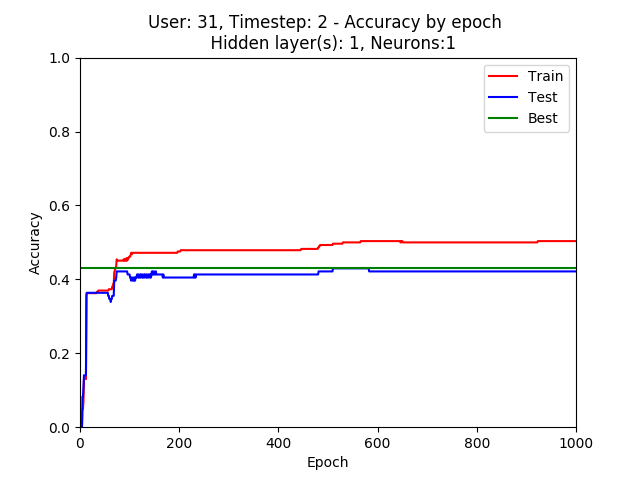 User: 31, Timestep: 2 - Accuracy by epoch
Hidden layer(s): 1, Neurons:1
Train
Test
Best
1.0
0.8
0.6
0.4
0.2
0.0
Accuracy
0 200 400 600 800 1000
Epoch